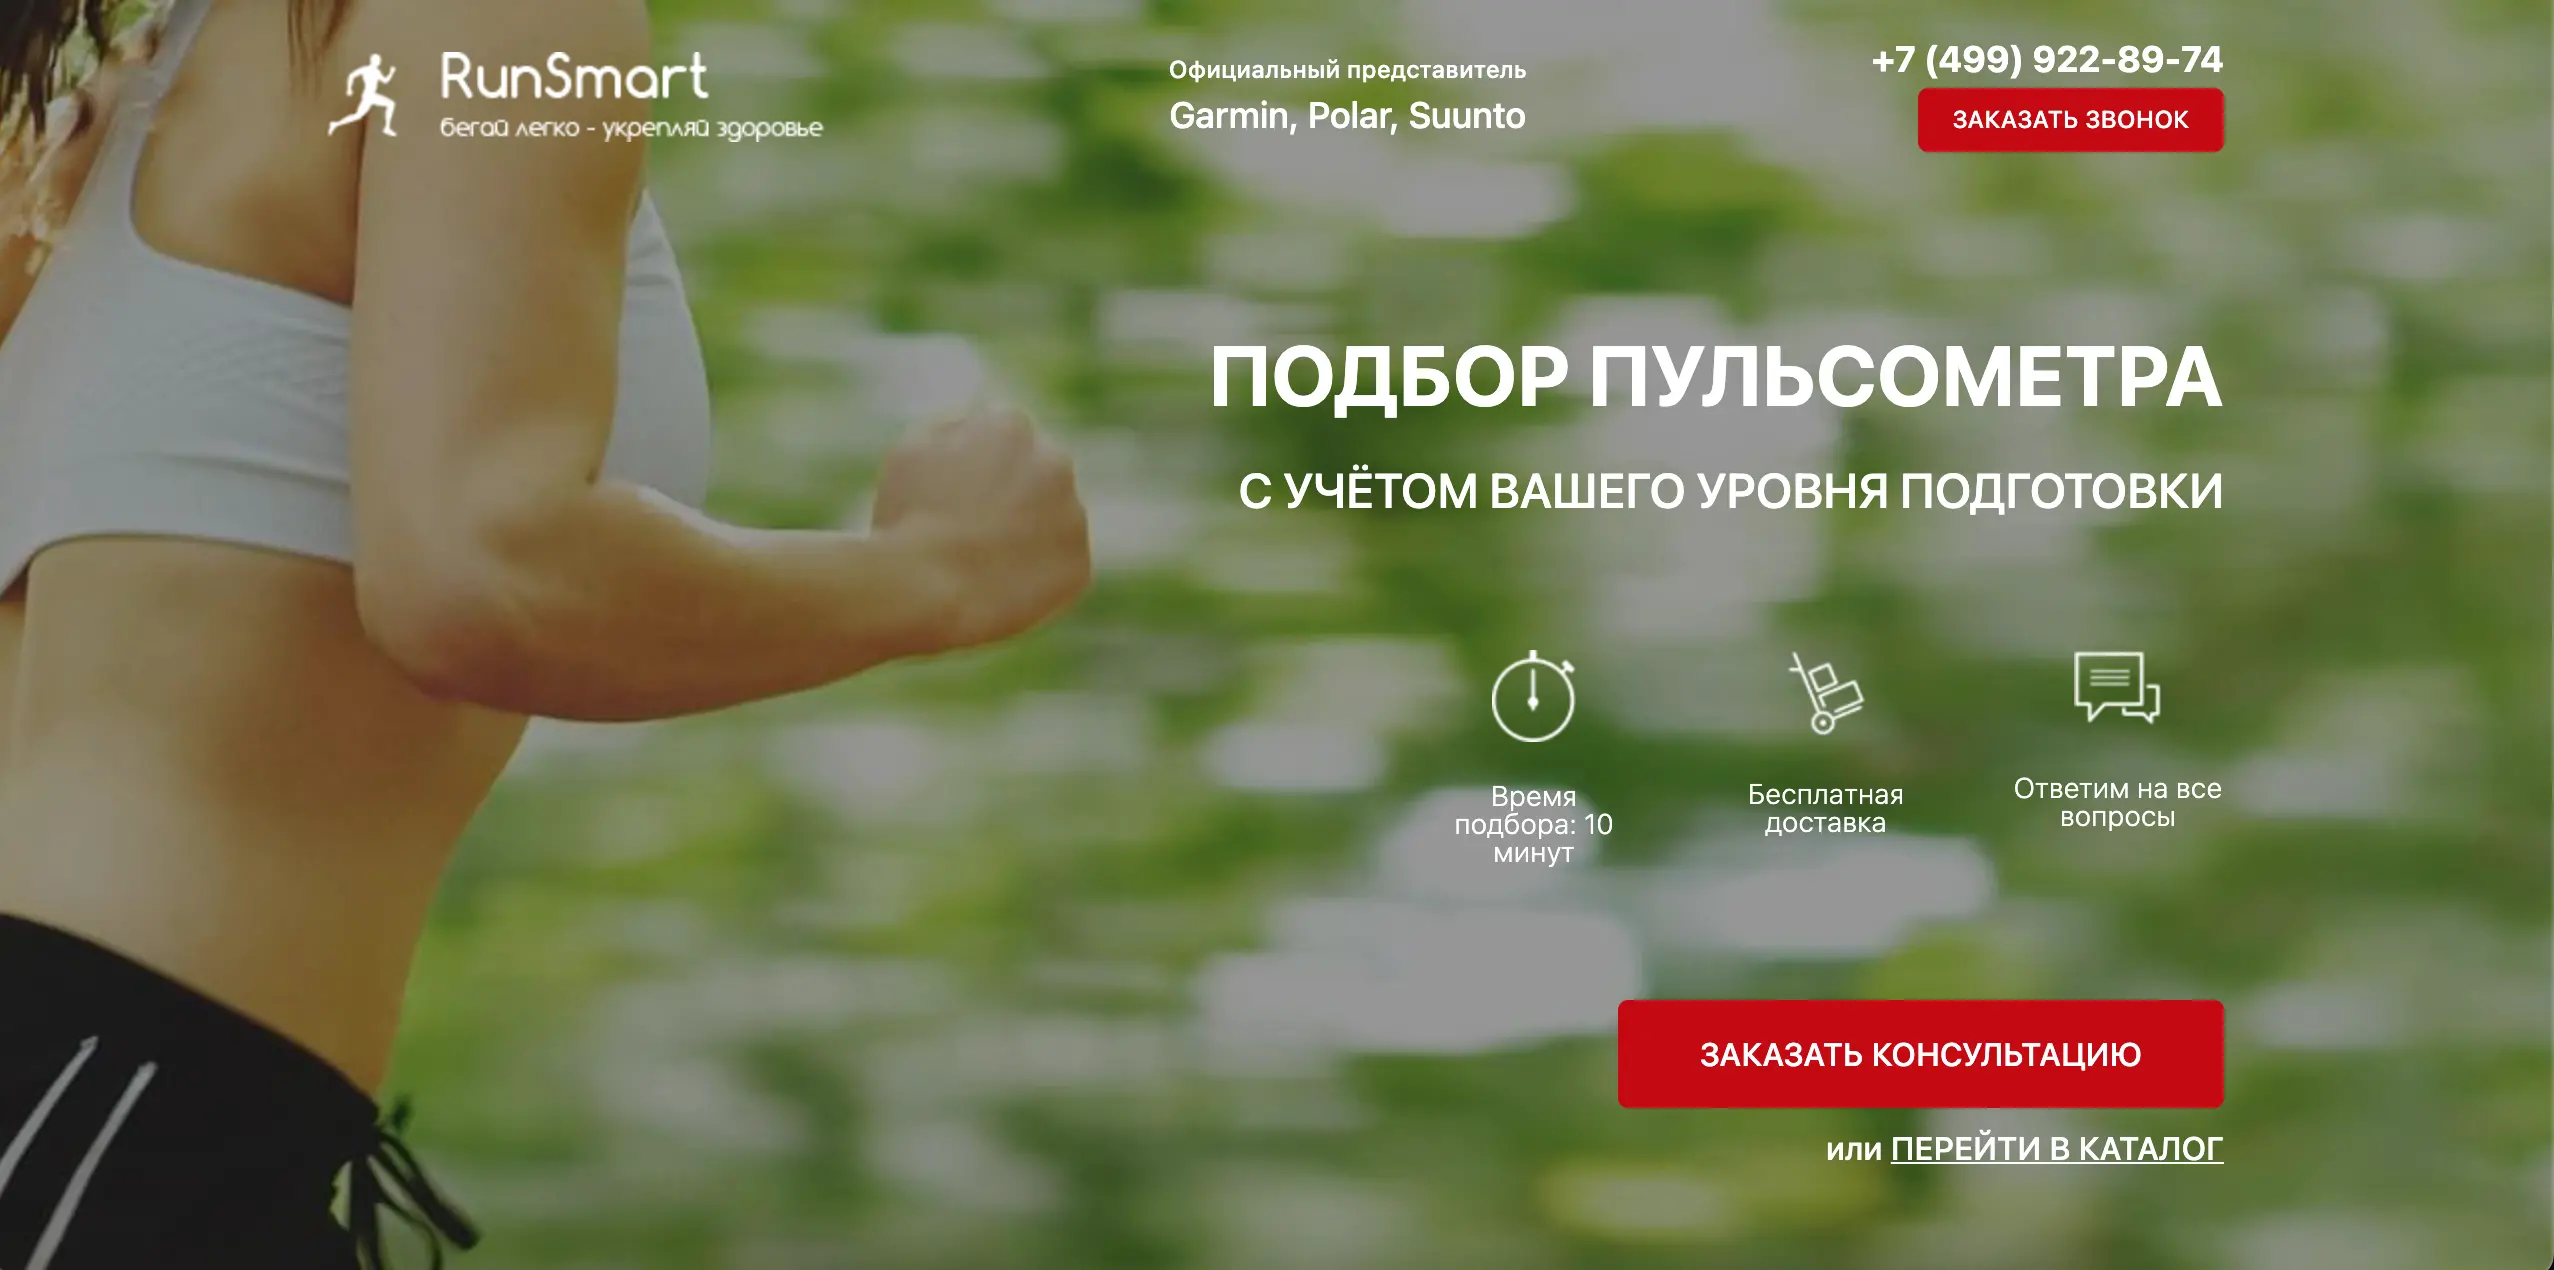 RunSmart
бегай легко - укрепляй здоровье
Официальный представитель
Garmin, Polar, Suunto
+7 (499) 922-89-74
ЗАКАЗАТЬ ЗВОНОК
ПОДБОР ПУЛЬСОМЕТРА
С УЧЁТОМ ВАШЕГО УРОВНЯ ПОДГОТОВКИ
Время
подбора: 10
минут
Бесплатная
доставка
Ответим на все
вопросы
ЗАКАЗАТЬ КОНСУЛЬТАЦИЮ
или ПЕРЕЙТИ В КАТАЛОГ